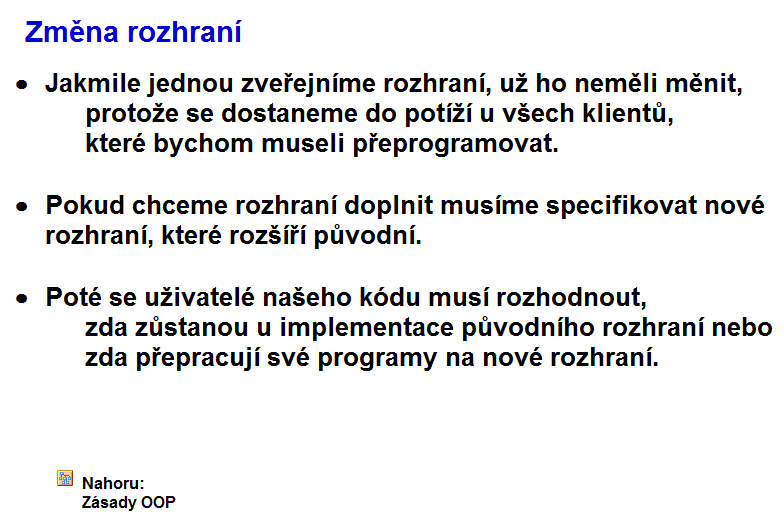 Změna rozhraní
• Jakmile jednou zveřejníme rozhraní, už ho neměli měnit,
protože se dostaneme do potíží u všech klientů,
které bychom museli přeprogramovat.
• Pokud chceme rozhraní doplnit musíme specifikovat nové
rozhraní, které rozšíří původní.
• Poté se uživatelé našeho kódu musí rozhodnout,
zda zůstanou u implementace původního rozhraní nebo
zda přepracují své programy na nové rozhraní.
Nahoru:
Zásady OOP